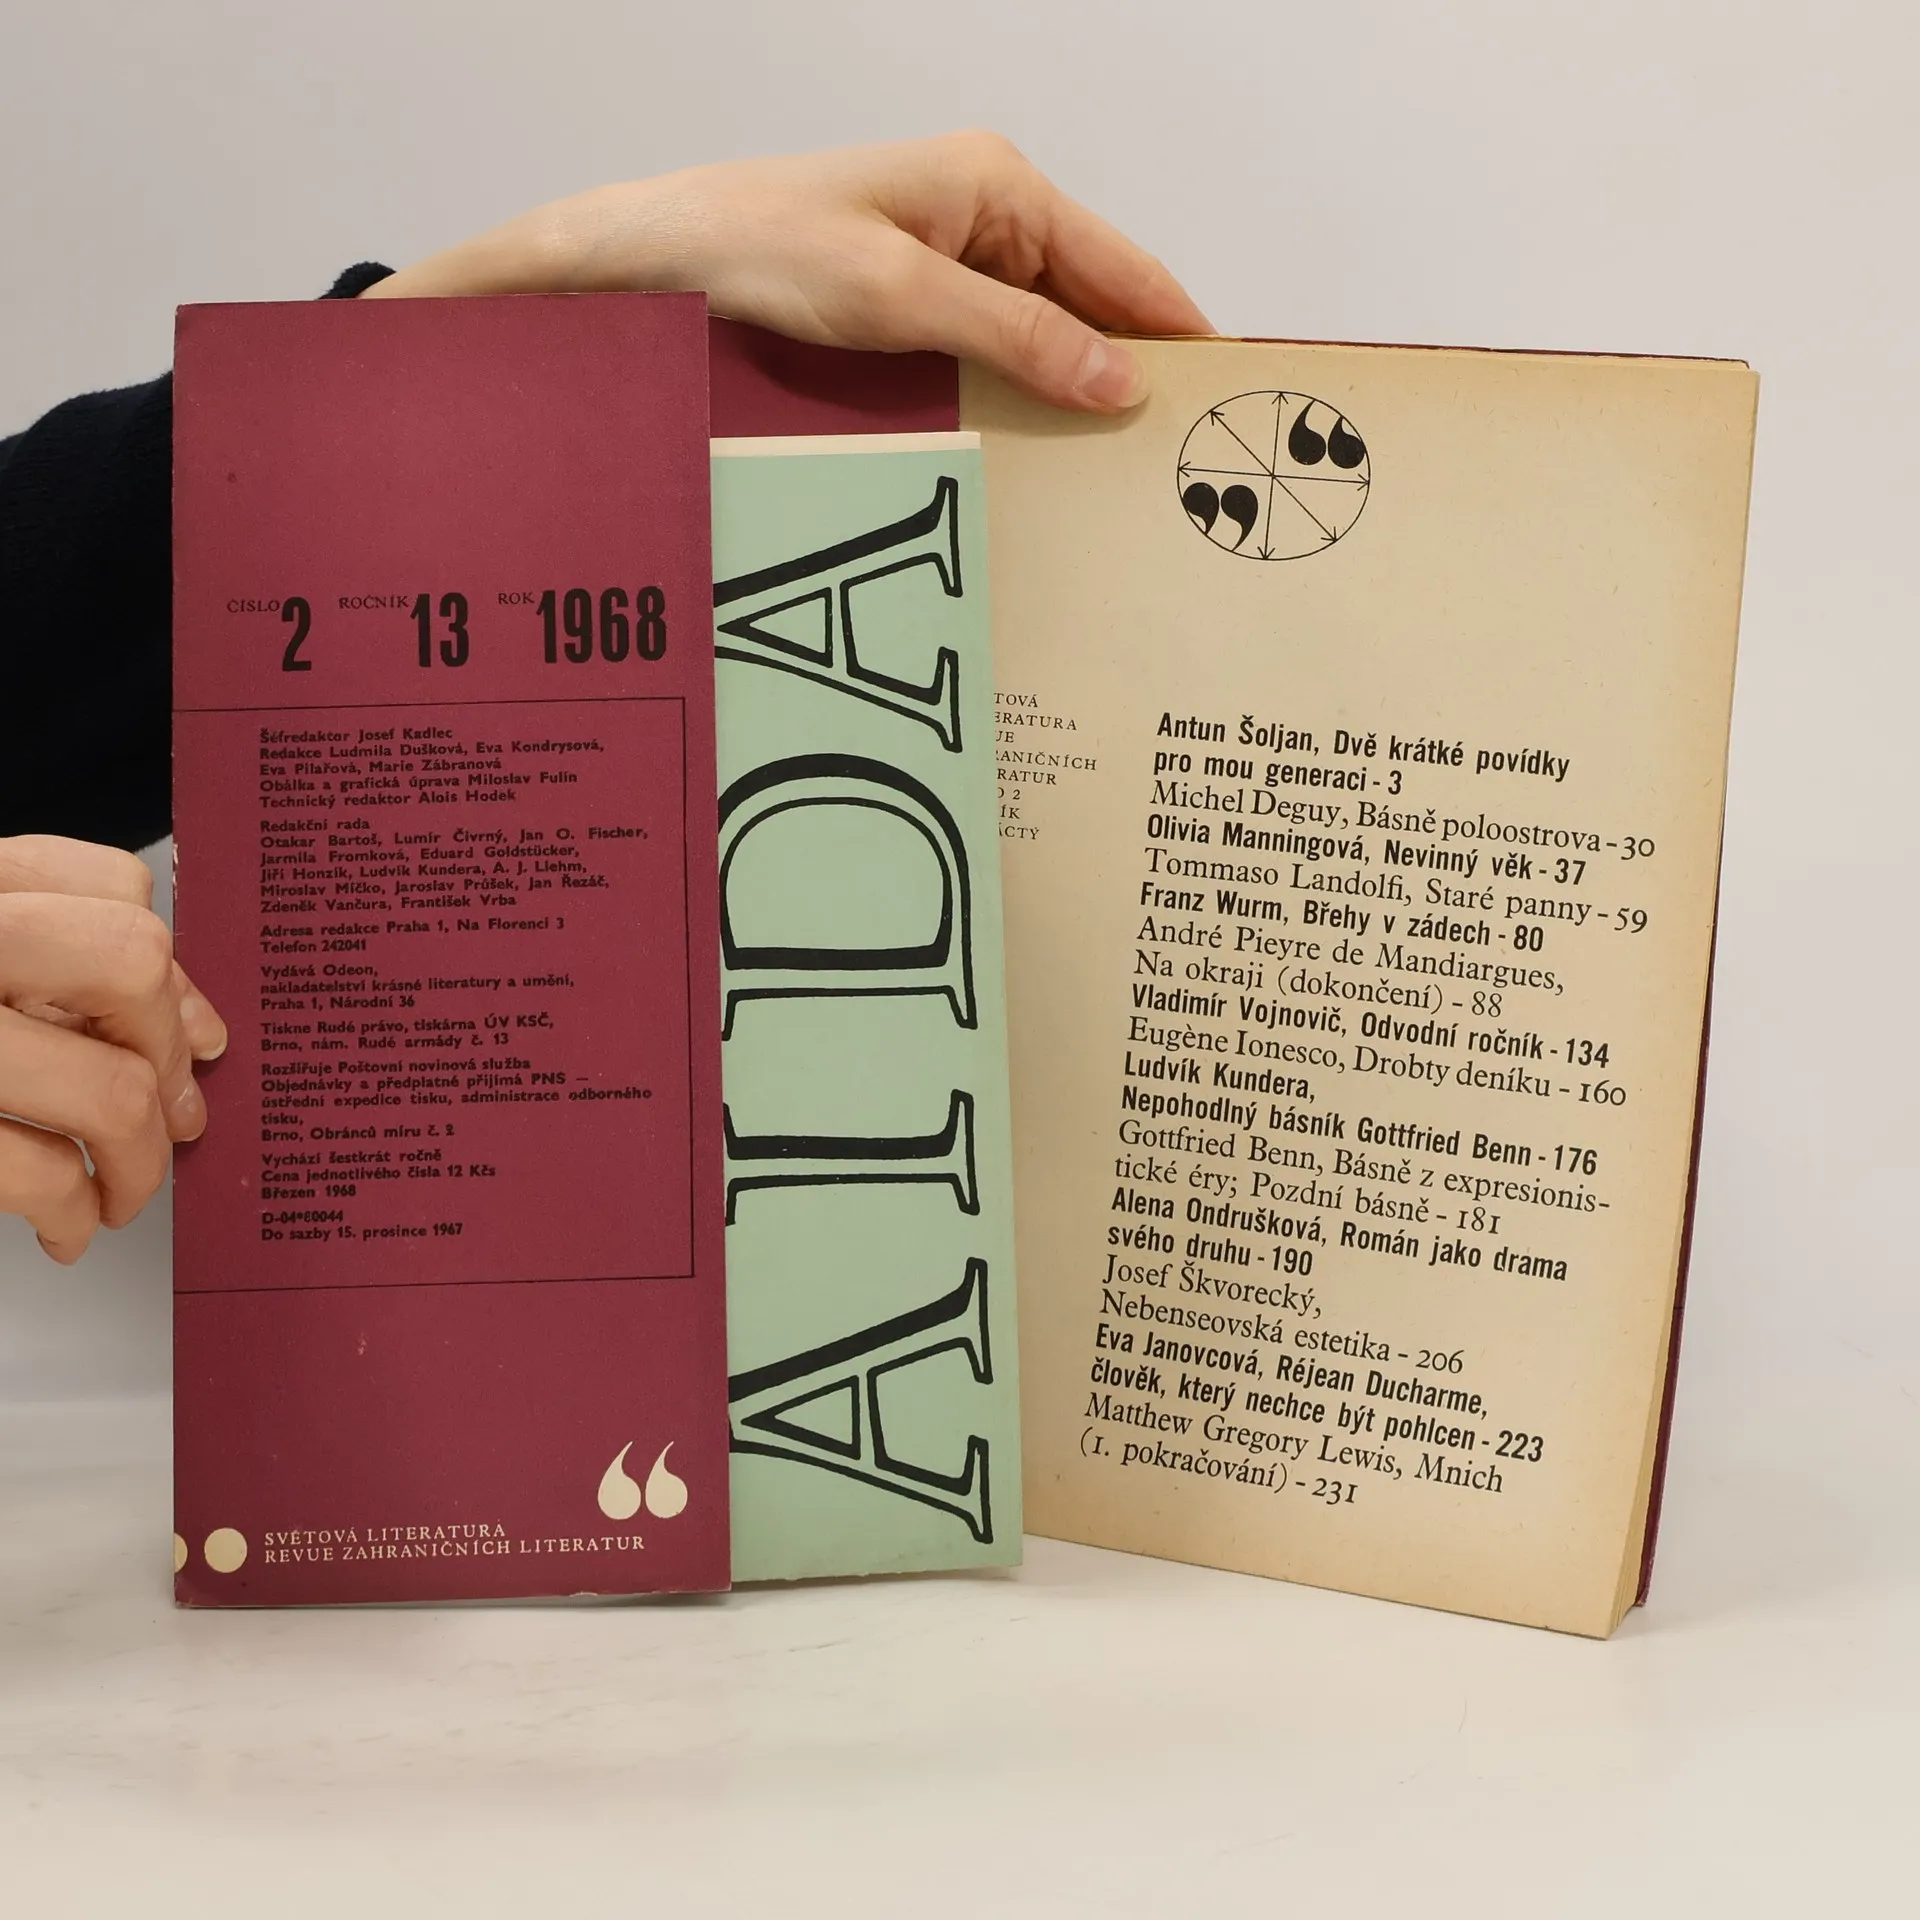 ČÍSLO 2 ROČNÍK 13 ROK 1968
Šéfredaktor Josef Kadlec
Redakce Ludmila Dušková, Eva Kondrysová,
Eva Pilařová, Marie Zábranová
Obálka a grafická úprava Miloslav Fulín
Technický redaktor Alois Hodek
Redakční rada
Otakar Bartoš, Lumír Čivrný, Jan O. Fischer,
Jarmila Fromková, Eduard Goldstücker,
Jiří Honzík, Ludvík Kundera, A. J. Liehm,
Miroslav Míčko, Jaroslav Průšek, Jan Řezáč,
Zdeněk Vančura, František Vrba
Adresa redakce Praha 1, Na Florenci 3
Telefon 242041
Vydává Odeon,
nakladatelství krásné literatury a umění,
Praha 1, Národní 36
Tiskne Rudé právo, tiskárna ÚV KSČ,
Brno, nám. Rudé armády č. 13
Rozšiřuje Poštovní novinová služba
Objednávky a předplatné přijímá PNS —
ústřední expedice tisku, administrace odborného
tisku,
Brno, Obránců míru č. 2
Vychází šestkrát ročně
Cena jednotlivého čísla 12 Kčs
Březen 1968
D-04*80044
Do sazby 15. prosince 1967
“
SVĚTOVÁ LITERATURA
REVUE ZAHRANIČNÍCH LITERATUR
AIDA
“
”
TOVÁ
ERATURA
UE
RANIČNÍCH
RATUR
O 2
ÍK
ÁCTÝ
Antun Šoljan, Dvě krátké povídky
pro mou generaci - 3
Michel Deguy, Básně poloostrova - 30
Olivia Manningová, Nevinný věk - 37
Tommaso Landolfi, Staré panny - 59
Franz Wurm, Břehy v zádech - 80
André Pieyre de Mandiargues,
Na okraji (dokončení) - 88
Vladimír Vojnovič, Odvodní ročník - 134
Eugène Ionesco, Drobty deníku - 160
Ludvík Kundera,
Nepohodlný básník Gottfried Benn - 176
Gottfried Benn, Básně z expresionis-
tické éry; Pozdní básně - 181
Alena Ondrušková, Román jako drama
svého druhu - 190
Josef Škvorecký,
Nebenseovská estetika - 206
Eva Janovcová, Réjean Ducharme,
člověk, který nechce být pohlcen - 223
Matthew Gregory Lewis, Mnich
(1. pokračování) - 231